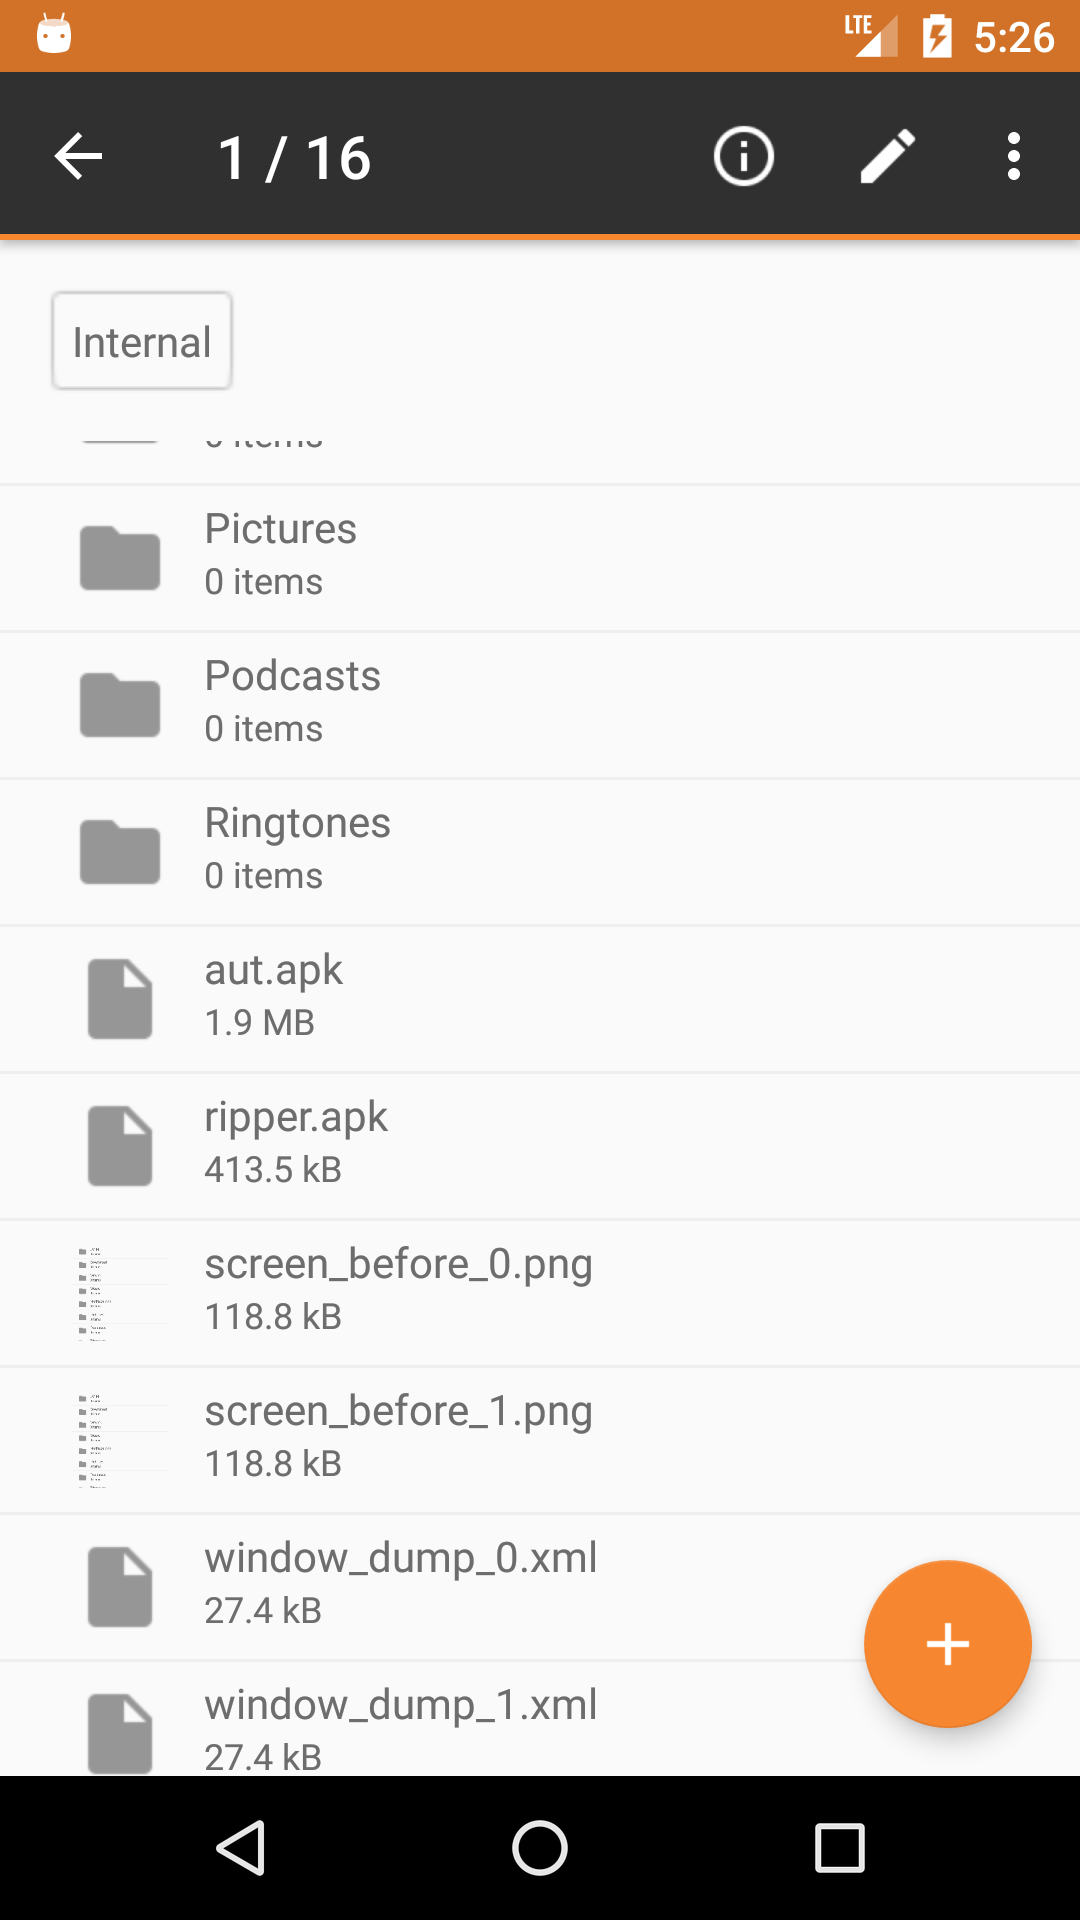 LTE 5:26
1 / 16
Internal
0 items
Pictures
0 items
Podcasts
0 items
Ringtones
0 items
aut.apk
1.9 MB
ripper.apk
413.5 kB
screen_before_0.png
118.8 kB
screen_before_1.png
118.8 kB
window_dump_0.xml
27.4 kB
window_dump_1.xml
27.4 kB